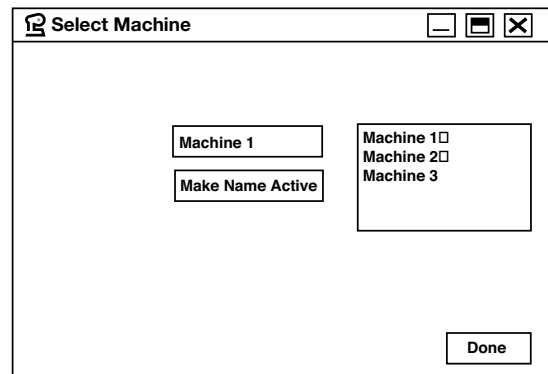 Select Machine
Machine 1
Make Name Active
Machine 1□
Machine 2□
Machine 3
Done